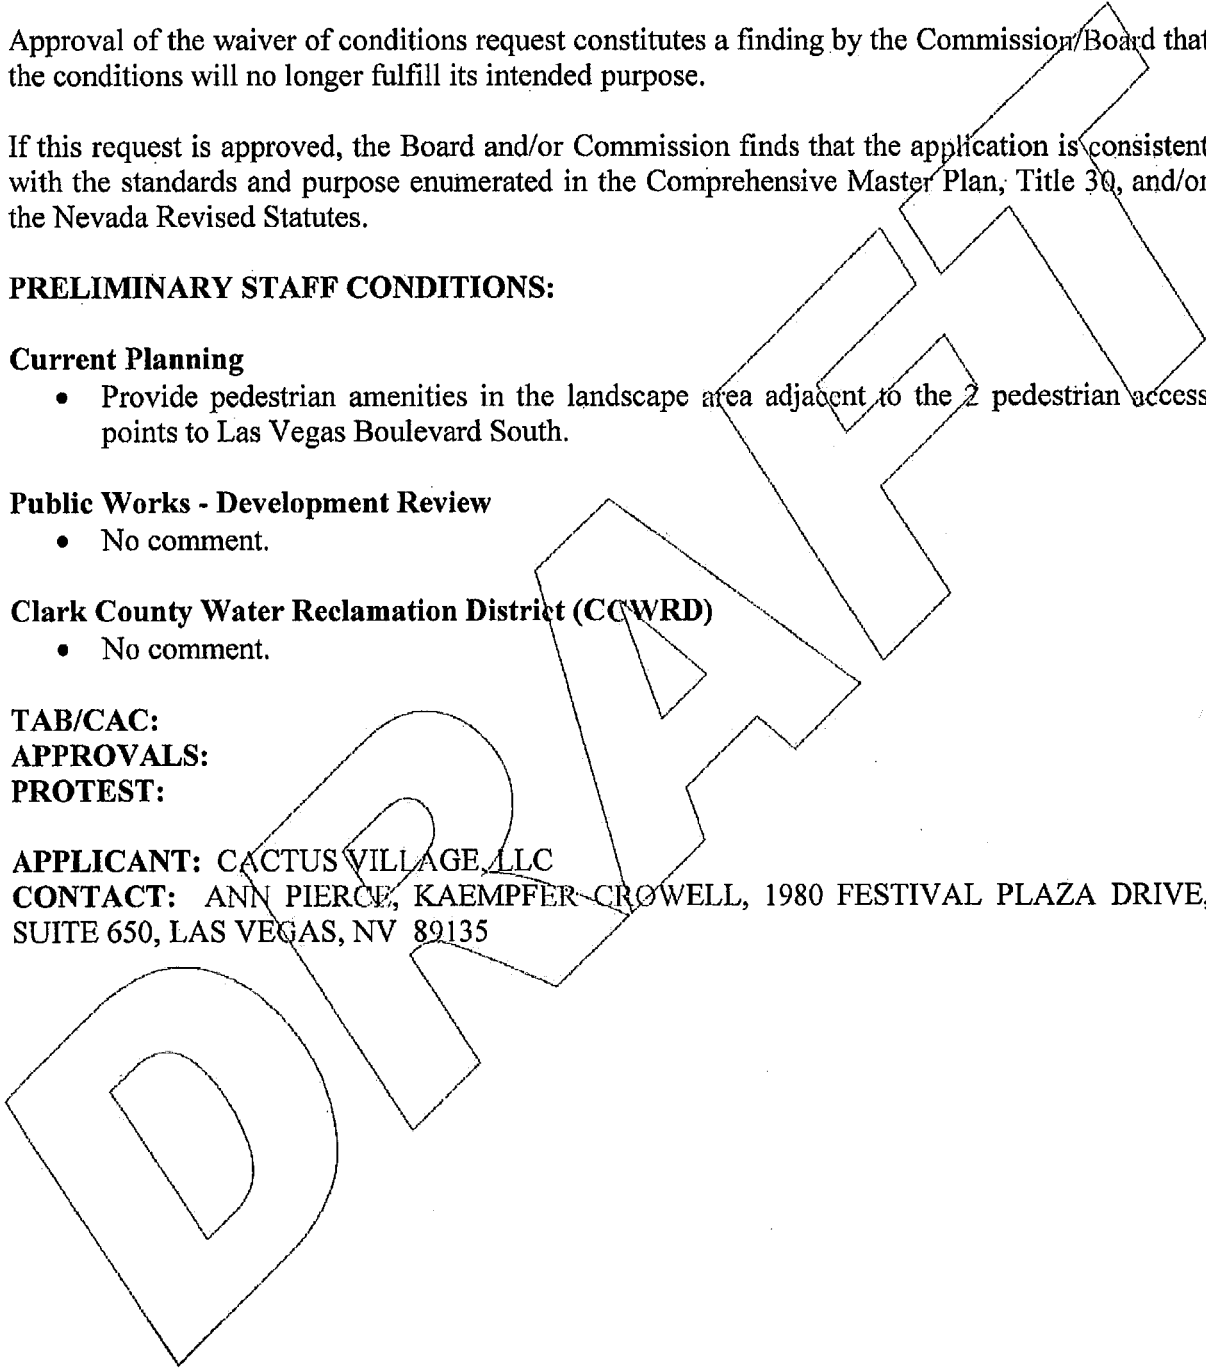 Approval of the waiver of conditions request constitutes a finding by the Commission/Board that
the conditions will no longer fulfill its intended purpose.
If this request is approved, the Board and/or Commission finds that the application is consistent
with the standards and purpose enumerated in the Comprehensive Master Plan, Title 30, and/or
the Nevada Revised Statutes.
PRELIMINARY STAFF CONDITIONS:
Current Planning
• Provide pedestrian amenities in the landscape area adjacent to the 2 pedestrian access
points to Las Vegas Boulevard South.
Public Works - Development Review
• No comment.
Clark County Water Reclamation District (CCWRD)
• No comment.
TAB/CAC:
APPROVALS:
PROTEST:
APPLICANT: CACTUS VILLAGE, LLC
CONTACT: ANN PIERCE, KAEMPFER CROWELL, 1980 FESTIVAL PLAZA DRIVE,
SUITE 650, LAS VEGAS, NV 89135
DRAFT